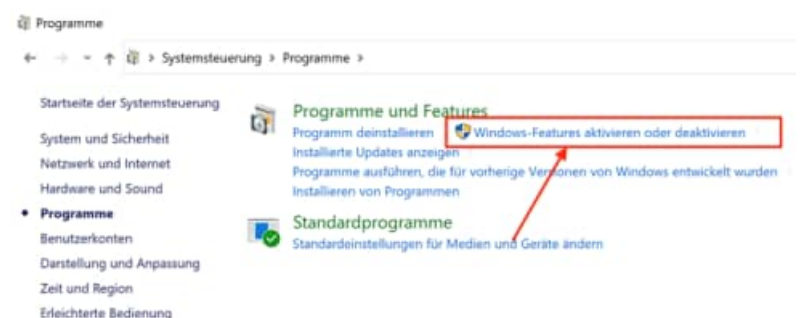 Programme
Systemsteuerung > Programme >
Startseite der Systemsteuerung
System und Sicherheit
Netzwerk und Internet
Hardware und Sound
Programme
Benutzerkonten
Darstellung und Anpassung
Zeit und Region
Erleichterte Bedienung
Programme und Features
Programm deinstallieren Windows-Features aktivieren oder deaktivieren
Installierte Updates anzeigen
Programme ausführen, die für vorherige Versionen von Windows entwickelt wurden
Installieren von Programmen
Standardprogramme
Standardeinstellungen für Medien und Geräte ändern